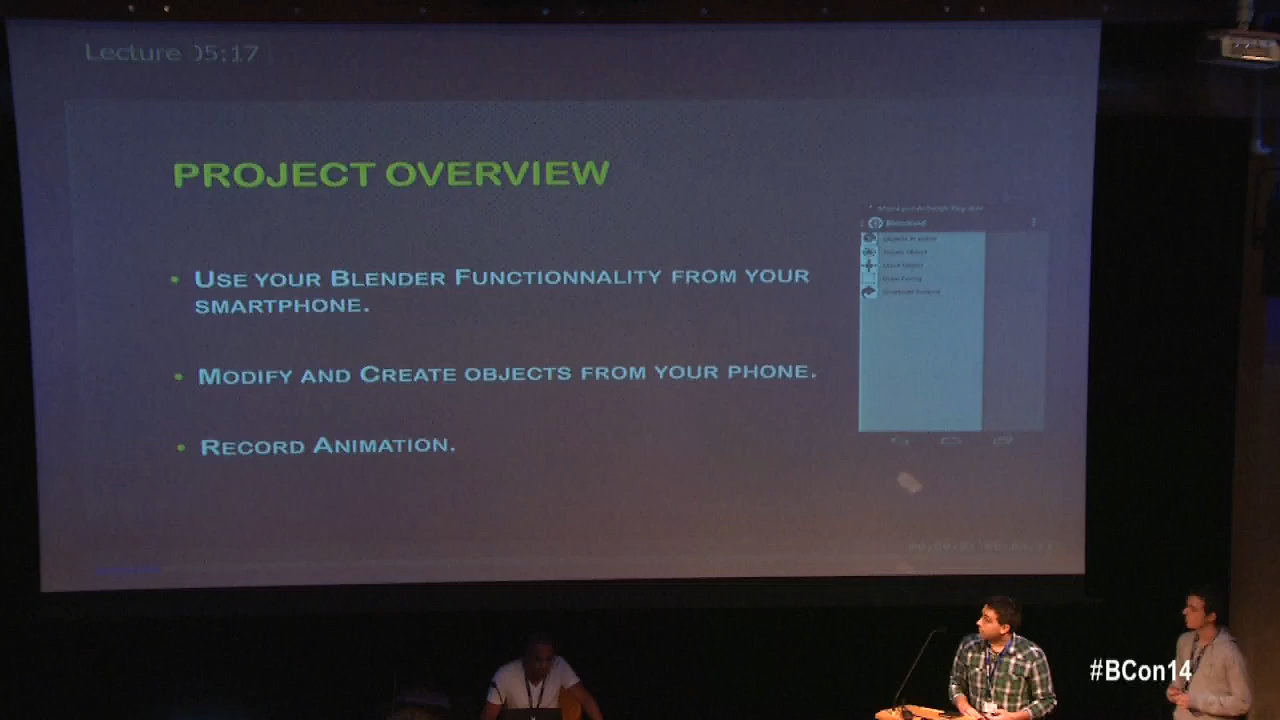 Lecture 05:17
PROJECT OVERVIEW
• USE YOUR BLENDER FUNCTIONNALITY FROM YOUR
SMARTPHONE.
• MODIFY AND CREATE OBJECTS FROM YOUR PHONE.
• RECORD ANIMATION.
#BCon14